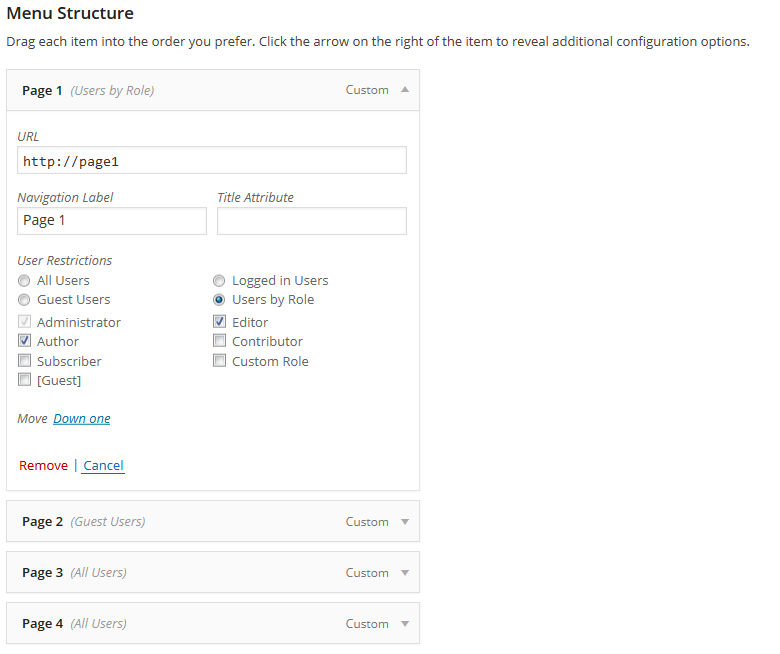 Menu Structure
Drag each item into the order you prefer. Click the arrow on the right of the item to reveal additional configuration options.
Page 1 (Users by Role) Custom
URL
http://page1
Navigation Label Title Attribute
Page 1
User Restrictions
All Users Logged in Users
Guest Users Users by Role
Administrator Editor
Author Contributor
Subscriber Custom Role
[Guest]
Move Down one
Remove | Cancel
Page 2 (Guest Users) Custom
Page 3 (All Users) Custom
Page 4 (All Users) Custom